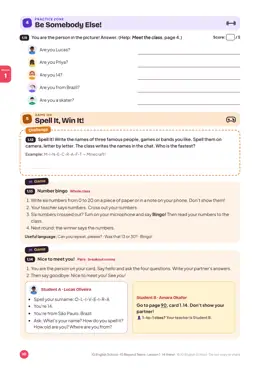 4
PRACTICE ZONE
Be Somebody Else!
You are the person in the picture! Answer. (Help: Meet the class, page 4.)
Score: /5
Are you Lucas?
Are you Priya?
Are you 14?
Are you from Brazil?
Are you a skater?
1
5
Spell It, Win It!
Challenge
Spell it! Write the names of three famous people, games or bands you like. Spell them on
camera, letter by letter. The class writes the names in the chat. Who is the fastest?
Example: M-I-N-E-C-R-A-F-T – Minecraft!
Number bingo Whole class
1 Write six numbers from 0 to 20 on a piece of paper or in a note on your phone. Don't show them!
2 Your teacher says numbers. Cross out your numbers.
3 Six numbers crossed out? Turn on your microphone and say Bingo! Then read your numbers to the
class.
4 Next round: the winner says the numbers.
Useful language: Can you repeat, please? · Was that 13 or 30? · Bingo!
Nice to meet you! Pairs · breakout rooms
1 You are the person on your card. Say hello and ask the four questions. Write your partner's answers.
2 Then say goodbye: Nice to meet you! See you!
Student A · Lucas Oliveira
Spell your surname: O-L-I-V-E-I-R-A
You're 14.
You're from São Paulo, Brazil.
Ask: What's your name? How do you spell it?
How old are you? Where are you from?
Student B · Amara Okafor
Go to page 90, card 1.14. Don't show your
partner!
1-to-1 class? Your teacher is Student B.